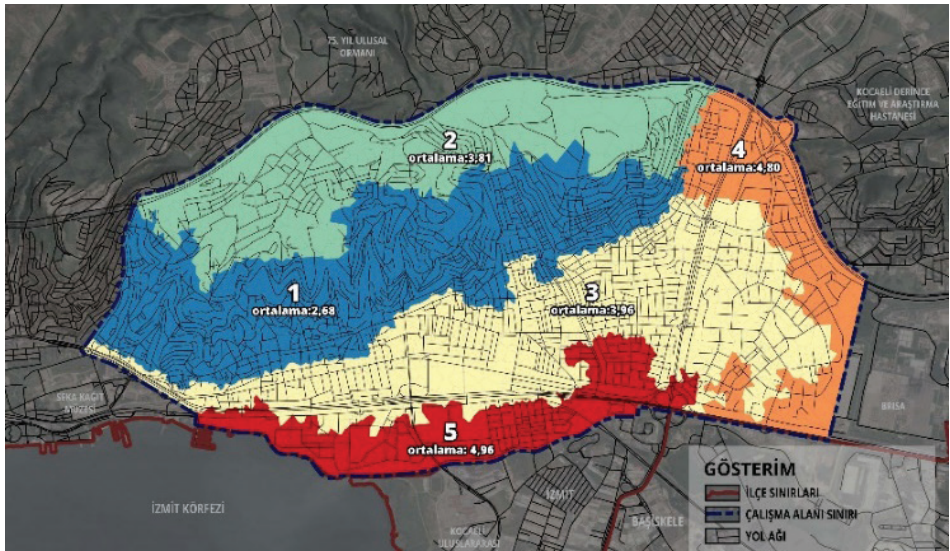 75. YIL ULUSAL
ORMANI
KOCAELİ DERİNCE
EĞİTİM VE ARAŞTIRMA
HASTANESİ
2
ortalama:3,81
4
ortalama:4,80
1
ortalama:2,68
3
ortalama:3,96
SEKA KAĞIT
MÜZESİ
BRISA
5
ortalama: 4,96
İZMİT KÖRFEZİ
İZMİT
BAŞİSKELE
KOCAELİ
ULUSLARARASI
GÖSTERİM
İLÇE SINIRLARI
ÇALIŞMA ALANI SINIRI
YOL AĞI